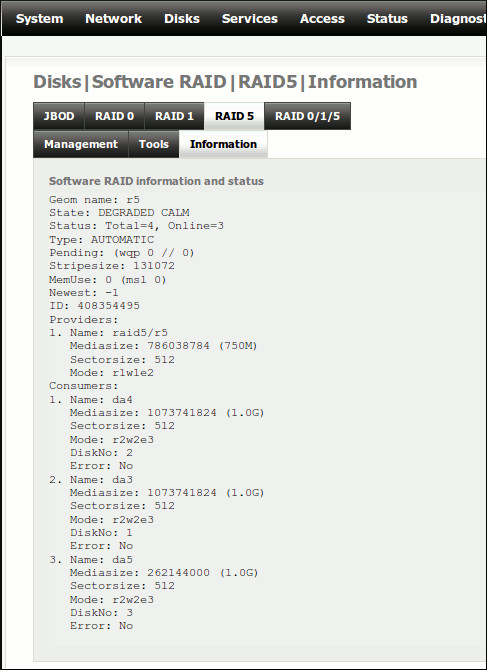 System Network Disks Services Access Status Diagnost
Disks|Software RAID|RAID5|Information
JBOD RAID 0 RAID 1 RAID 5 RAID 0/1/5
Management Tools Information
Software RAID information and status
Geom name: r5
State: DEGRADED CALM
Status: Total=4, Online=3
Type: AUTOMATIC
Pending: (wqp 0 // 0)
Stripesize: 131072
MemUse: 0 (msl 0)
Newest: -1
ID: 408354495
Providers:
1. Name: raid5/r5
Mediasize: 786038784 (750M)
Sectorsize: 512
Mode: r1w1e2
Consumers:
1. Name: da4
Mediasize: 1073741824 (1.0G)
Sectorsize: 512
Mode: r2w2e3
DiskNo: 2
Error: No
2. Name: da3
Mediasize: 1073741824 (1.0G)
Sectorsize: 512
Mode: r2w2e3
DiskNo: 1
Error: No
3. Name: da5
Mediasize: 262144000 (1.0G)
Sectorsize: 512
Mode: r2w2e3
DiskNo: 3
Error: No